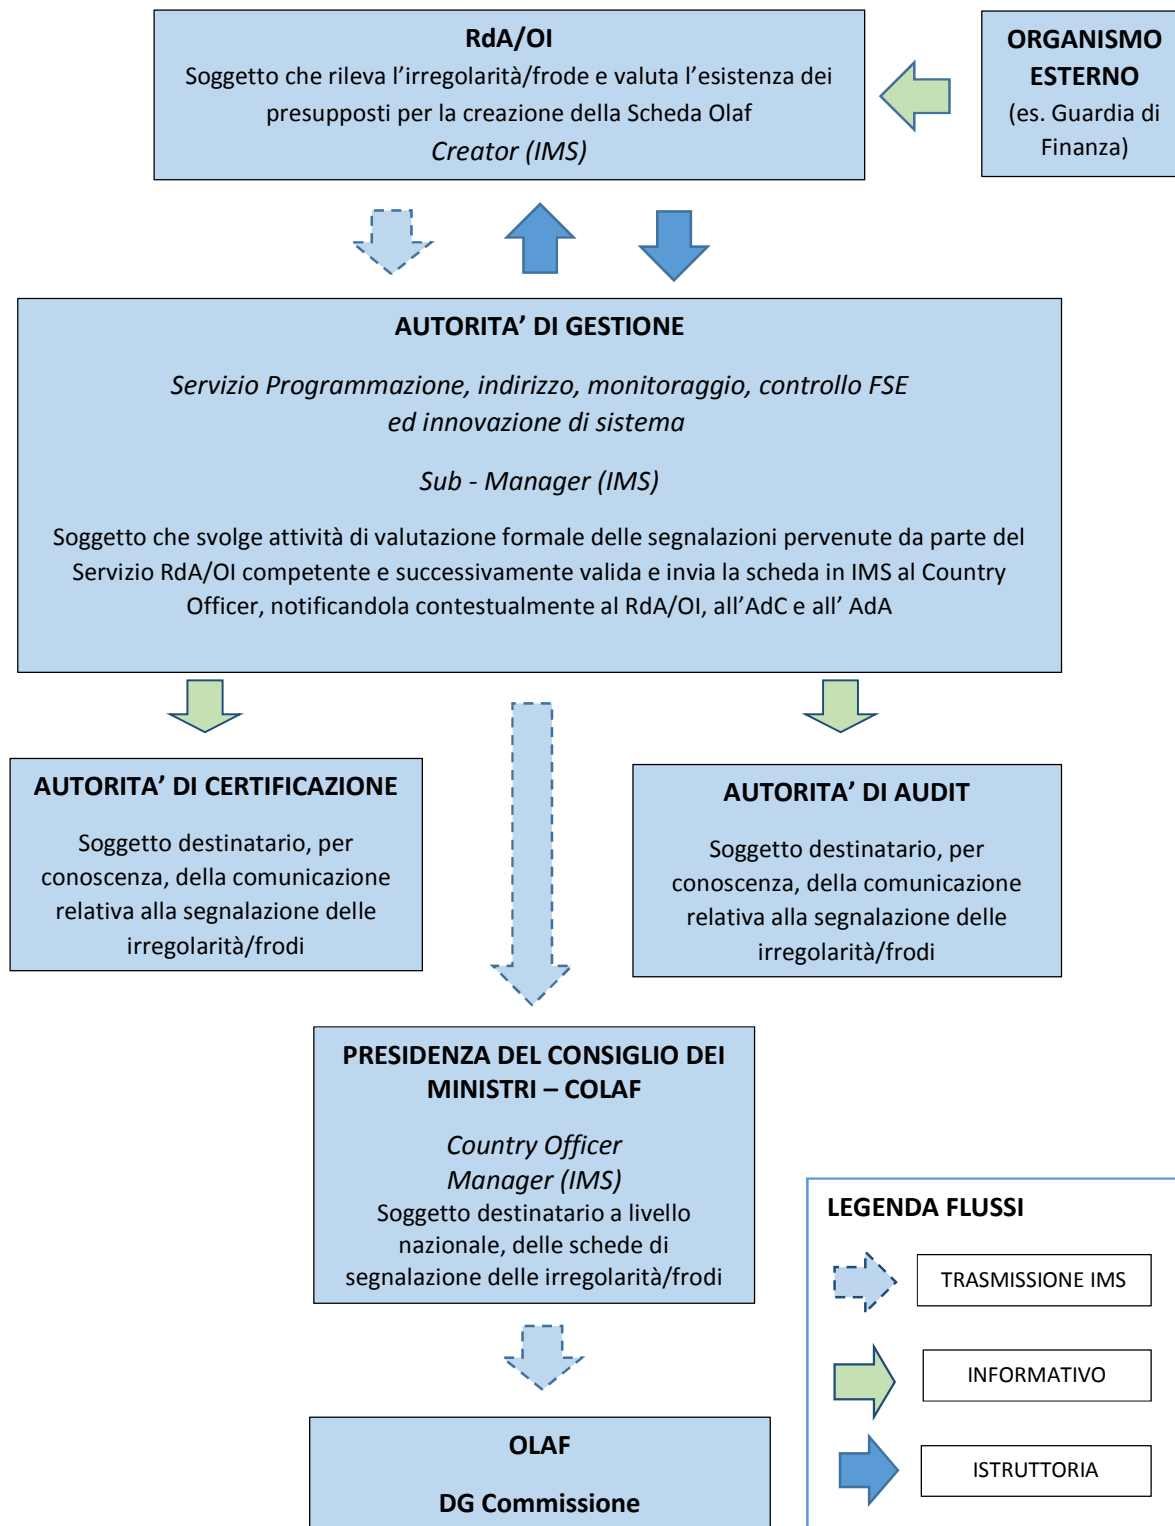 RdA/OI
Soggetto che rileva l’irregolarità/frode e valuta l’esistenza dei
presupposti per la creazione della Scheda Olaf
Creator (IMS)
ORGANISMO
ESTERNO
(es. Guardia di
Finanza)
AUTORITA’ DI GESTIONE
Servizio Programmazione, indirizzo, monitoraggio, controllo FSE
ed innovazione di sistema
Sub - Manager (IMS)
Soggetto che svolge attività di valutazione formale delle segnalazioni pervenute da parte del
Servizio RdA/OI competente e successivamente valida e invia la scheda in IMS al Country
Officer, notificandola contestualmente al RdA/OI, all’AdC e all’ AdA
AUTORITA’ DI CERTIFICAZIONE
Soggetto destinatario, per
conoscenza, della comunicazione
relativa alla segnalazione delle
irregolarità/frodi
AUTORITA’ DI AUDIT
Soggetto destinatario, per
conoscenza, della comunicazione
relativa alla segnalazione delle
irregolarità/frodi
PRESIDENZA DEL CONSIGLIO DEI
MINISTRI – COLAF
Country Officer
Manager (IMS)
Soggetto destinatario a livello
nazionale, delle schede di
segnalazione delle irregolarità/frodi
OLAF
DG Commissione
LEGENDA FLUSSI
TRASMISSIONE IMS
INFORMATIVO
ISTRUTTORIA